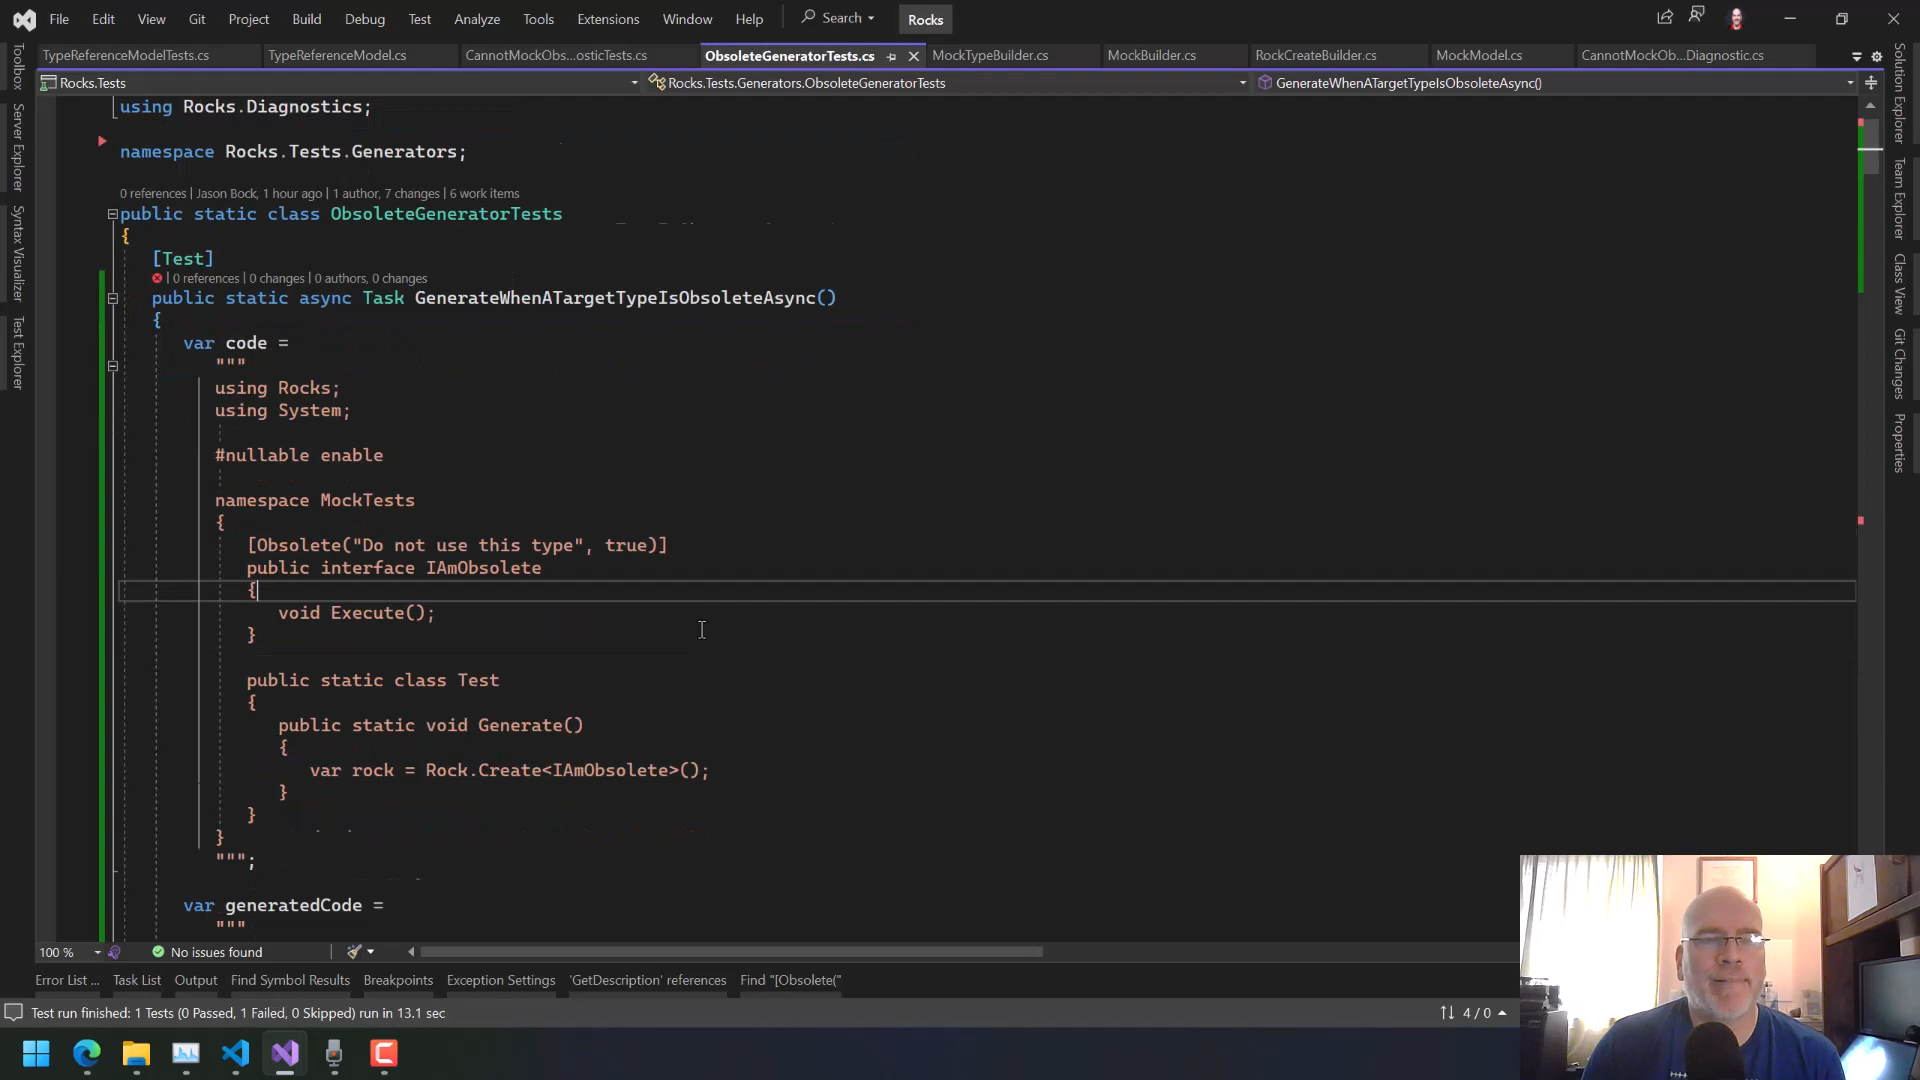 File Edit View Git Project Build Debug Test Analyze Tools Extensions Window Help Search Rocks
TypeReferenceModelTests.cs TypeReferenceModel.cs CannotMockObs...osticTests.cs ObsoleteGeneratorTests.cs MockTypeBuilder.cs MockBuilder.cs RockCreateBuilder.cs MockModel.cs CannotMockOb...Diagnostic.cs
Rocks.Tests Rocks.Tests.Generators.ObsoleteGeneratorTests GenerateWhenATargetTypeIsObsoleteAsync()
Toolbox
Server Explorer
Syntax Visualizer
Test Explorer
using Rocks.Diagnostics;
namespace Rocks.Tests.Generators;
0 references | Jason Bock, 1 hour ago | 1 author, 7 changes | 6 work items
public static class ObsoleteGeneratorTests
{
[Test]
0 references | 0 changes | 0 authors, 0 changes
public static async Task GenerateWhenATargetTypeIsObsoleteAsync()
{
var code =
"""
using Rocks;
using System;
#nullable enable
namespace MockTests
{
[Obsolete("Do not use this type", true)]
public interface IAmObsolete
{
void Execute();
}
public static class Test
{
public static void Generate()
{
var rock = Rock.Create<IAmObsolete>();
}
}
}
""";
var generatedCode =
"""
Solution Explorer
Team Explorer
Class View
Git Changes
Properties
100 % No issues found
Error List ... Task List Output Find Symbol Results Breakpoints Exception Settings 'GetDescription' references Find "[Obsolete("
Test run finished: 1 Tests (0 Passed, 1 Failed, 0 Skipped) run in 13.1 sec 4 / 0